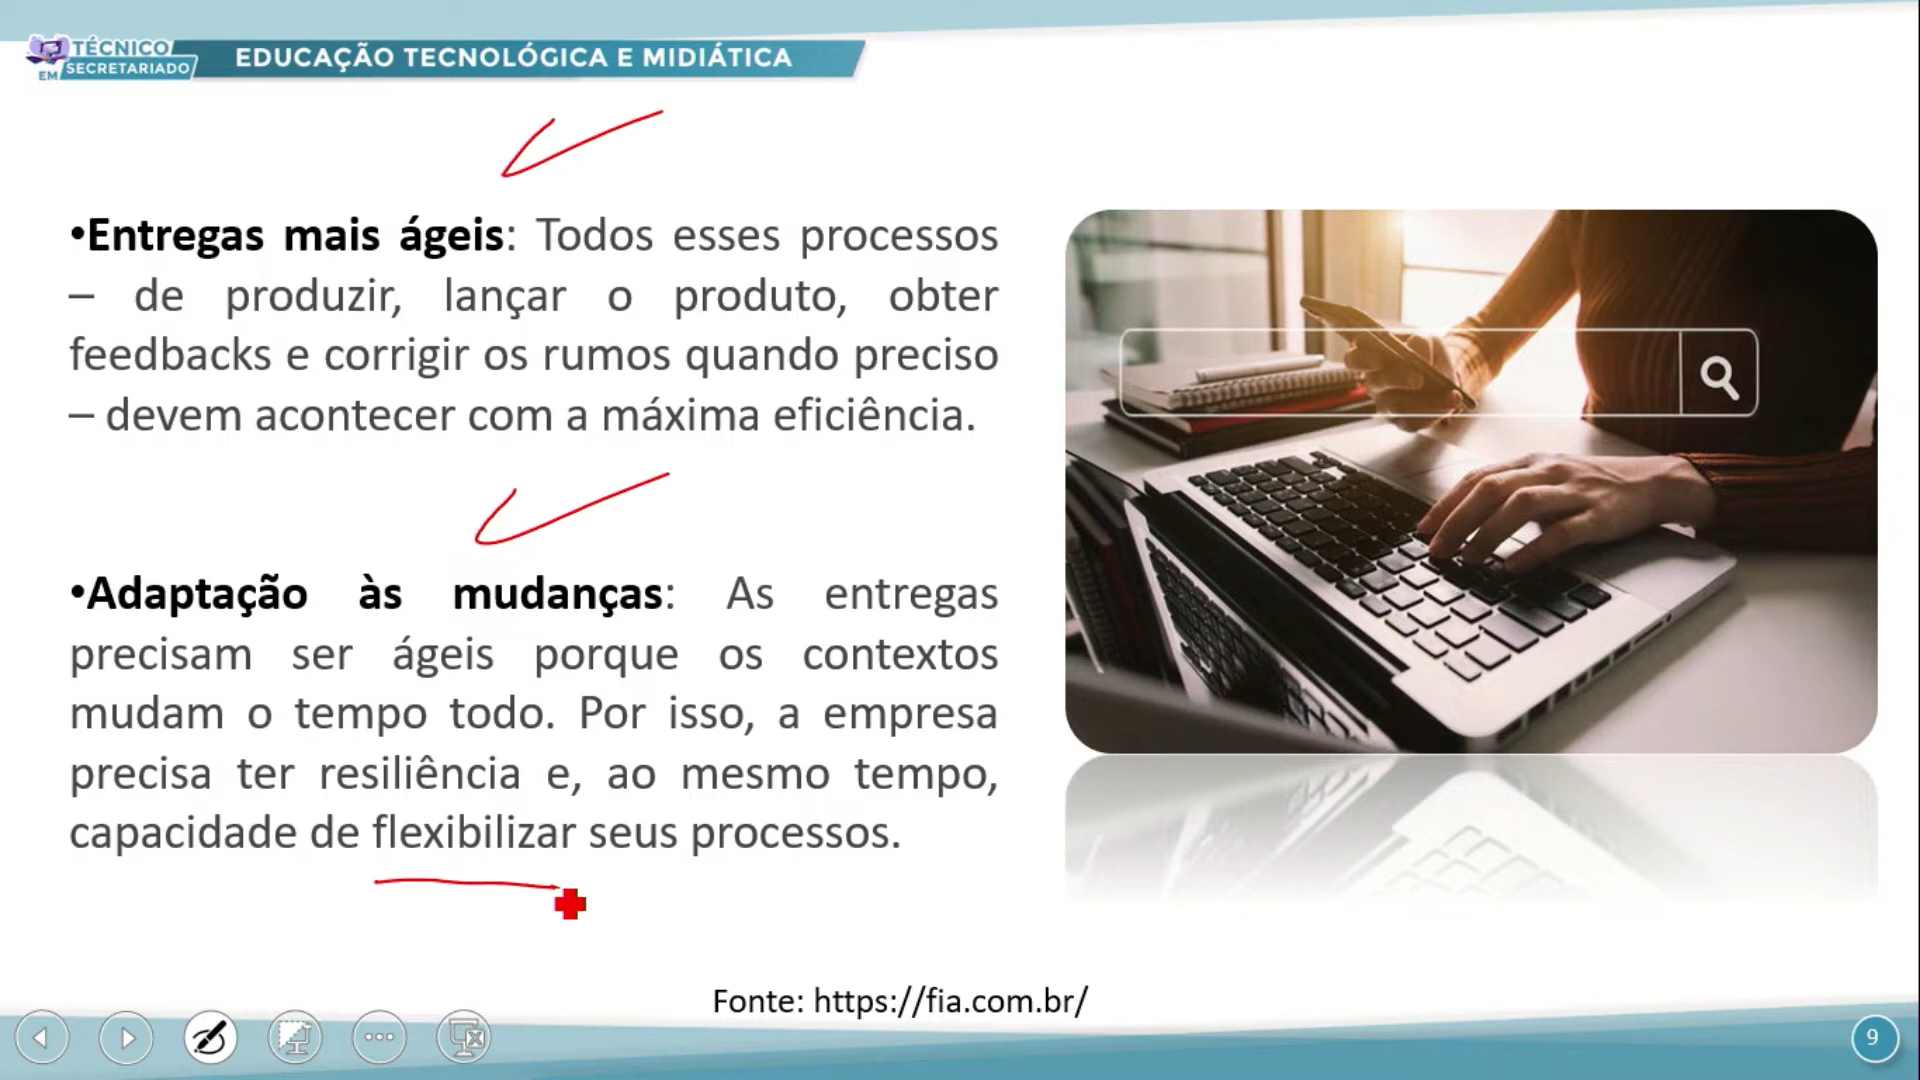 TÉCNICO
EM SECRETARIADO
EDUCAÇÃO TECNOLÓGICA E MIDIÁTICA
•Entregas mais ágeis: Todos esses processos
– de produzir, lançar o produto, obter
feedbacks e corrigir os rumos quando preciso
– devem acontecer com a máxima eficiência.
•Adaptação às mudanças: As entregas
precisam ser ágeis porque os contextos
mudam o tempo todo. Por isso, a empresa
precisa ter resiliência e, ao mesmo tempo,
capacidade de flexibilizar seus processos.
Fonte: https://fia.com.br/
9